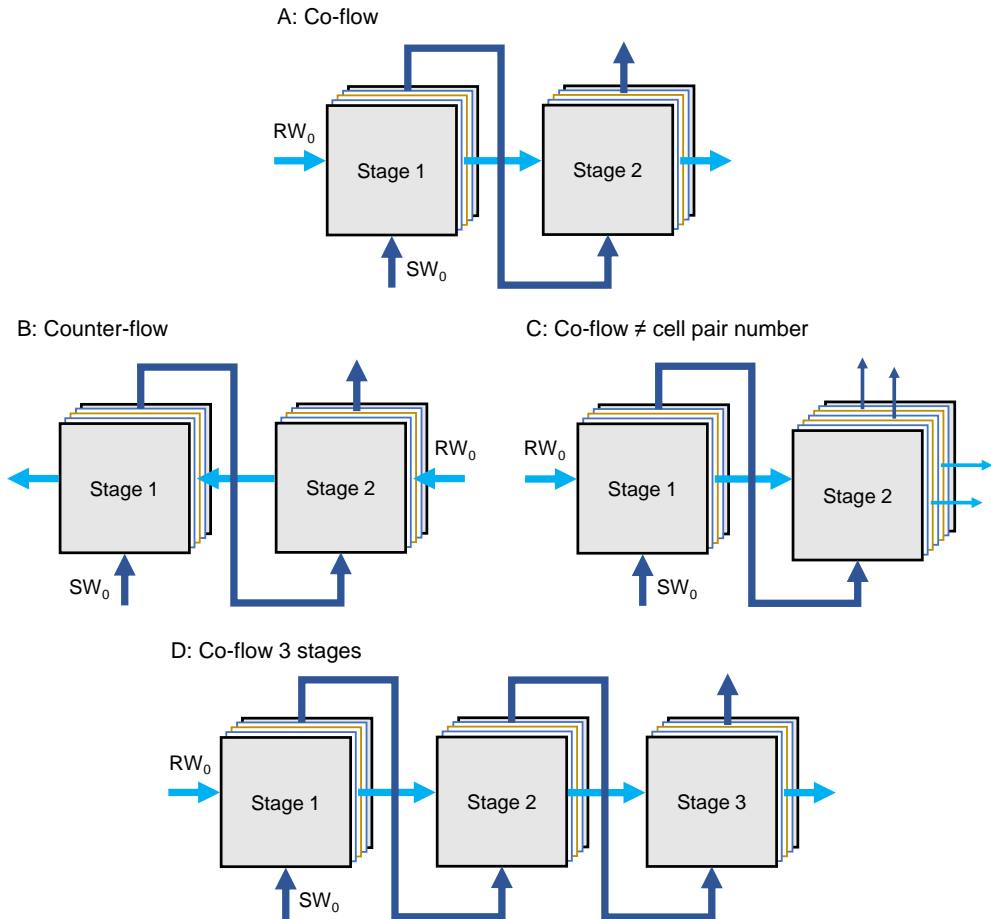 A: Co-flow
RW₀
Stage 1
Stage 2
SW₀
B: Counter-flow
C: Co-flow ≠ cell pair number
RW₀
RW₀
Stage 1
Stage 2
Stage 1
Stage 2
SW₀
SW₀
D: Co-flow 3 stages
RW₀
Stage 1
Stage 2
Stage 3
SW₀